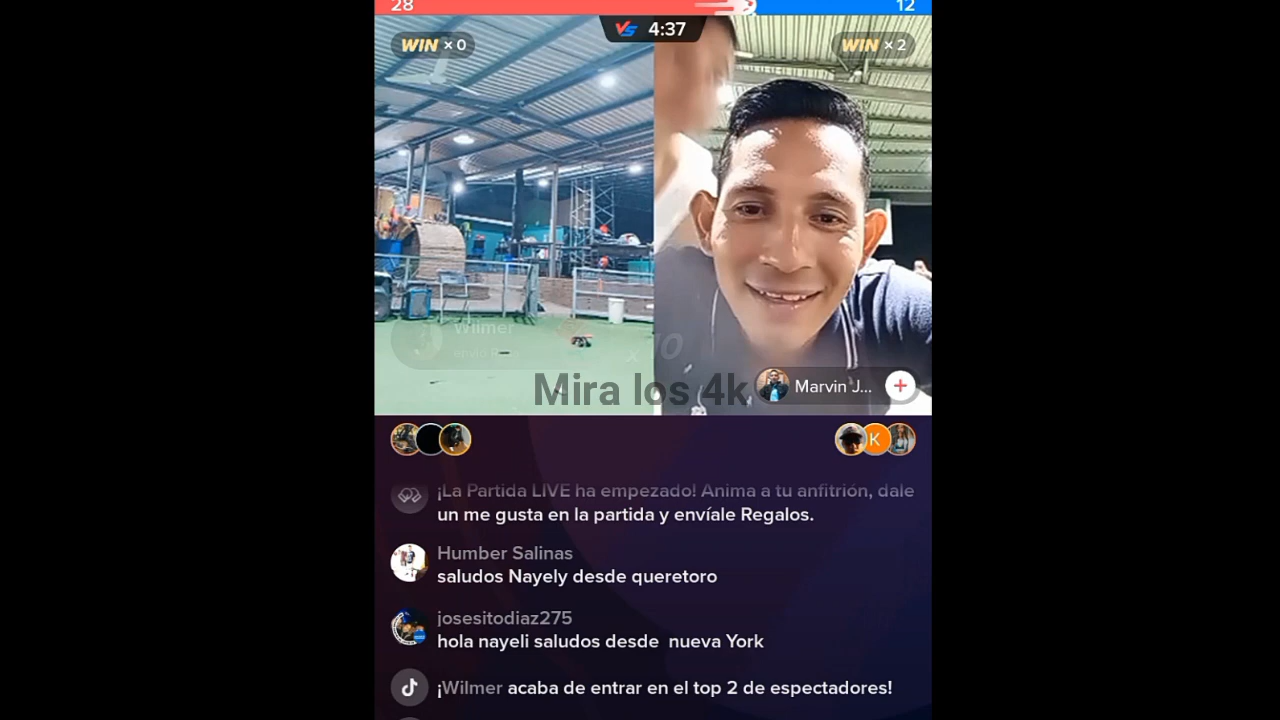 28
12
VS 4:37
WIN × 0
WIN × 2
Wilmer
Mira los 4k
Marvin J...
K
¡La Partida LIVE ha empezado! Anima a tu anfitrión, dale
un me gusta en la partida y envíale Regalos.
Humber Salinas
saludos Nayely desde queretoro
josesitodiaz275
hola nayeli saludos desde nueva York
¡Wilmer acaba de entrar en el top 2 de espectadores!